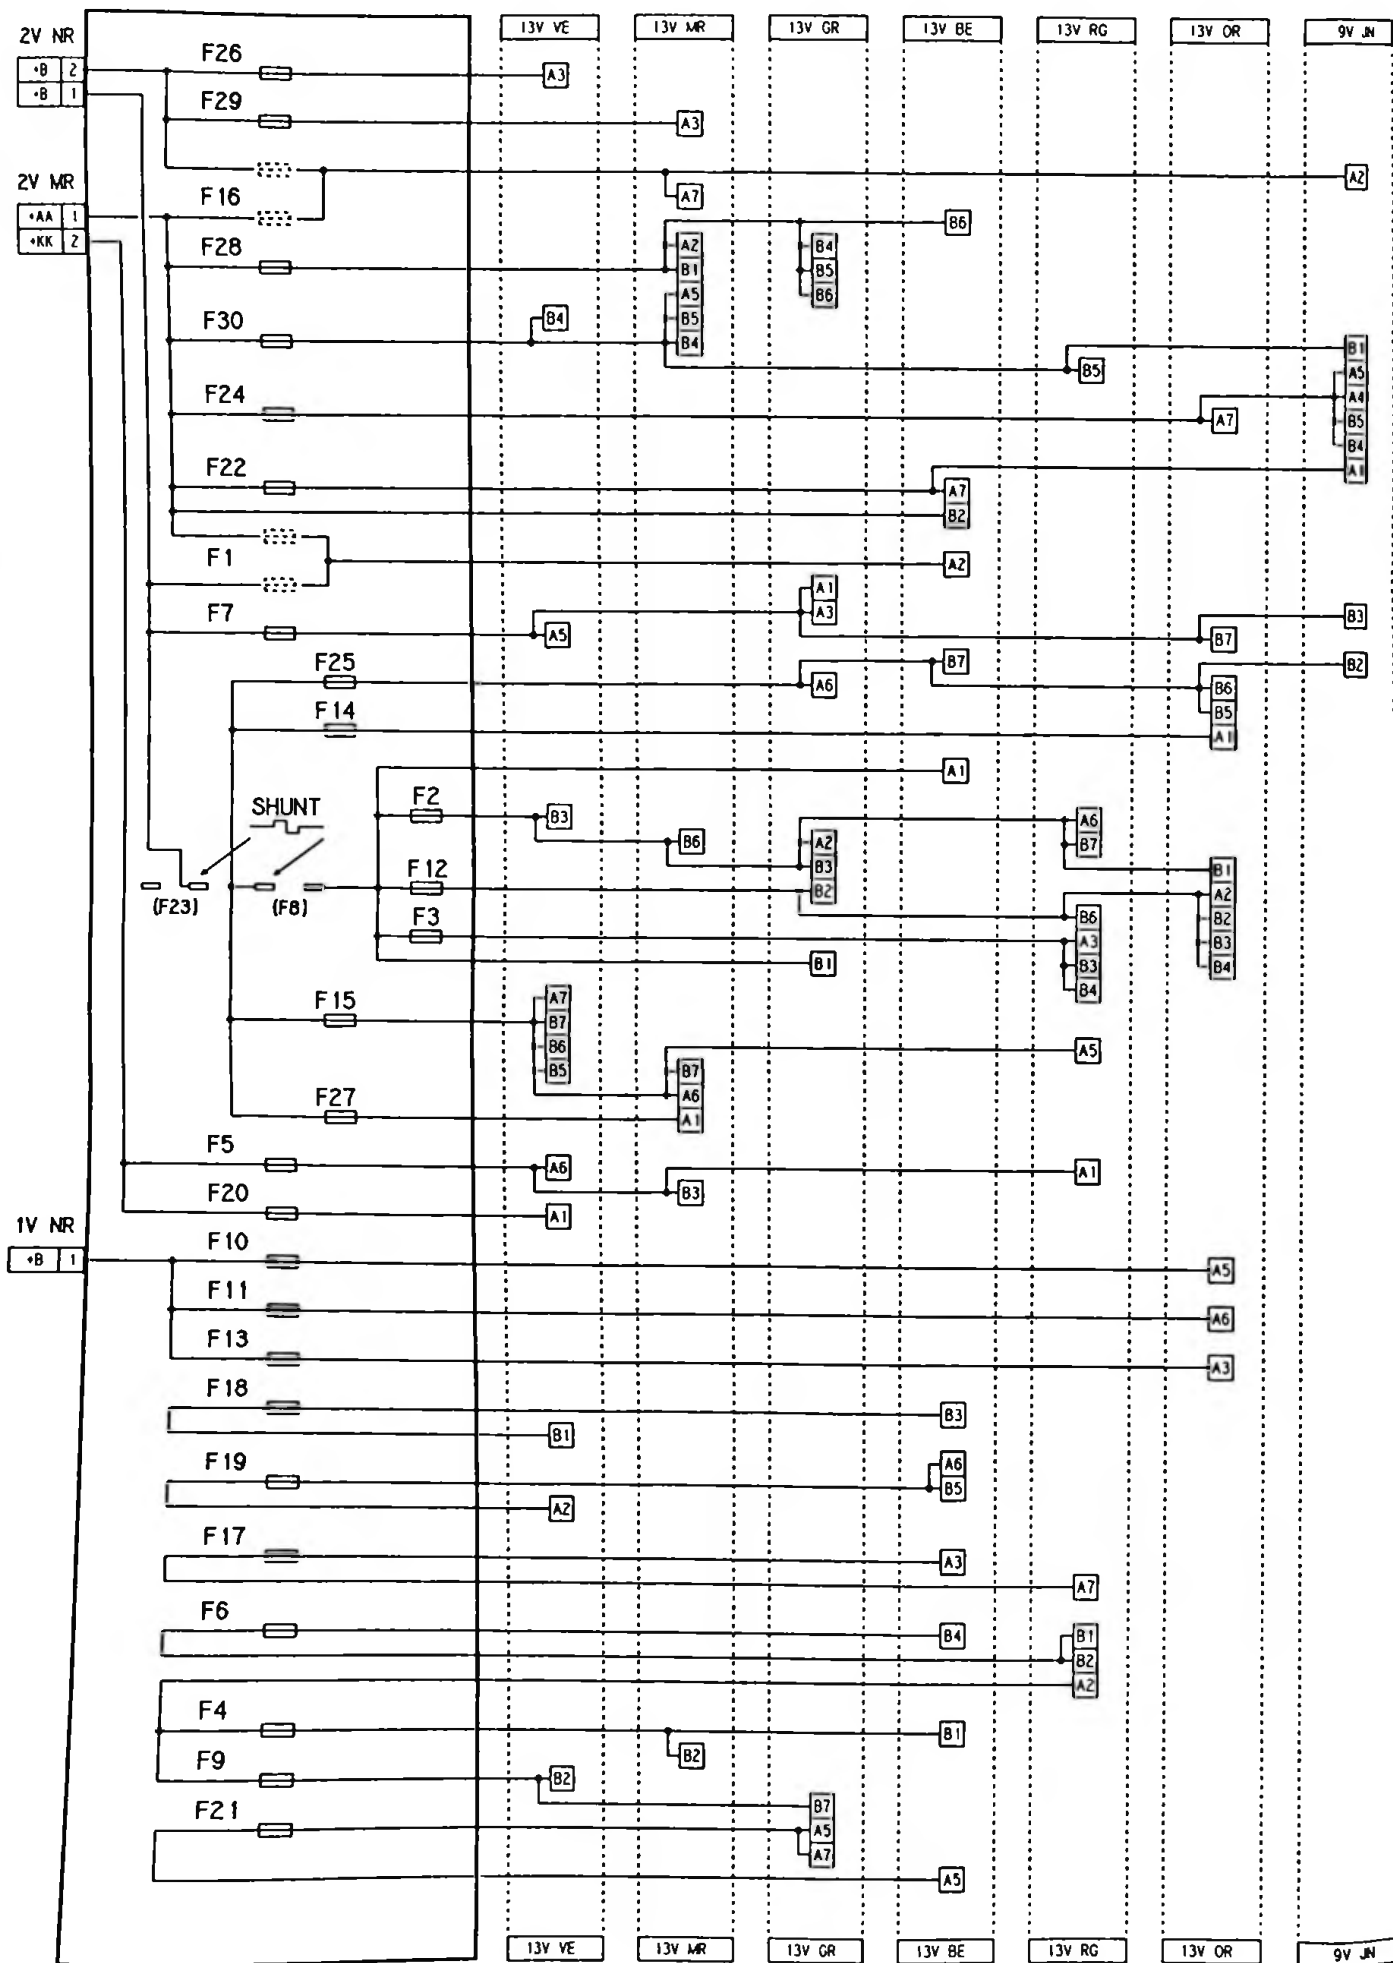 13V VE 13V MR 13V GR 13V BE 13V RG 13V OR 9V JN
2V NR
+B 2
+B 1
F26 A3
F29 A3
A2
2V MR
F16 A7
+AA 1
+KK 2
B6
F28 A2 B4
B1 B5
A5 B6
F30 B4 B5
B4 B1
B5 A5
F24 A4
A7 B5
B4
F22 A1
A7
B2
F1 A2
A1
F7 A3 B3
A5 B7
F25 B7 B2
A6 B6
F14 B5
A1
A1
SHUNT F2 B3 A6
B6 A2 B7
F12 B3 B1
(F23) (F8) B2 A2
F3 B6 B2
A3 B3
B1 B3 B4
B4
F15 A7
B7
B6 A5
B5 B7
F27 A6
A1
F5 A6 A1
F20 B3
A1
1V NR
+B 1
F10 A5
F11 A6
F13 A3
F18 B3
B1
F19 A6
B5
A2
F17 A3
A7
F6 B4 B1
B2
A2
F4 B1
B2
F9 B2
B7
F21 A5
A7
A5
13V VE 13V MR 13V GR 13V BE 13V RG 13V OR 9V JN